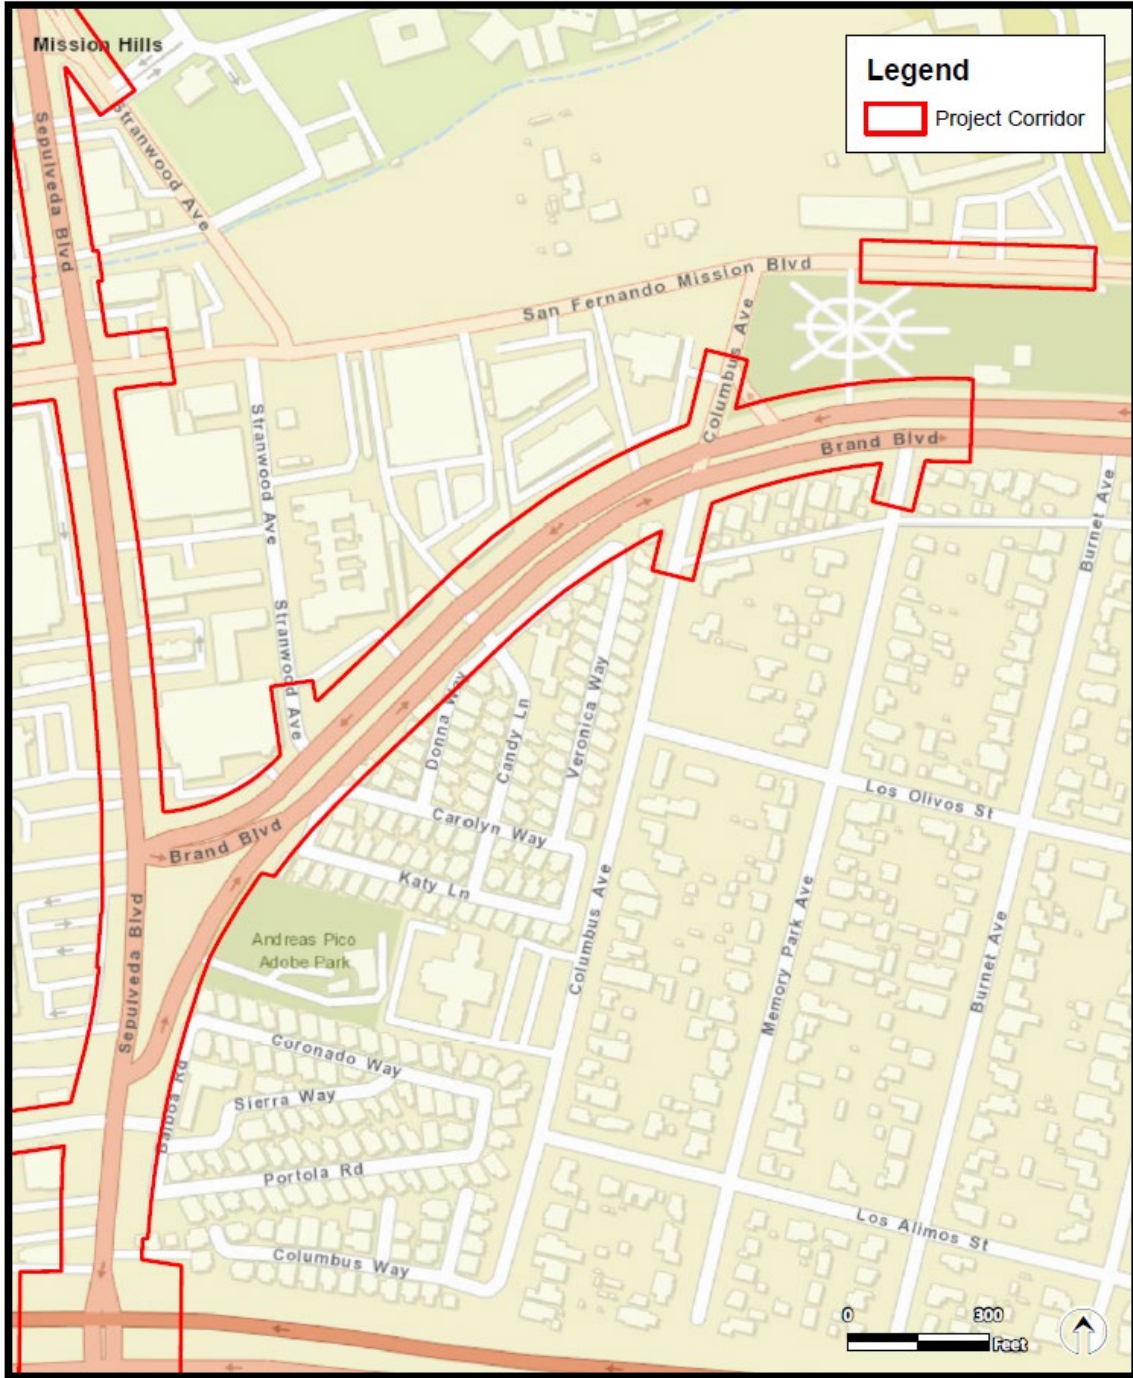 Mission Hills
Legend
Project Corridor
Stranwood Ave
Sepulveda Blvd
San Fernando Mission Blvd
Columbus Ave
Brand Blvd
Stranwood Ave
Burnet Ave
Stranwood Ave
Donna Way
Candy Ln
Veronica Way
Los Olivos St
Carolyn Way
Brand Blvd
Katy Ln
Columbus Ave
Memory Park Ave
Burnet Ave
Andreas Pico
Adobe Park
Sepulveda Blvd
Coronado Way
Sierra Way
Balboa Rd
Portola Rd
Los Alimos St
Columbus Way
0 300
Feet